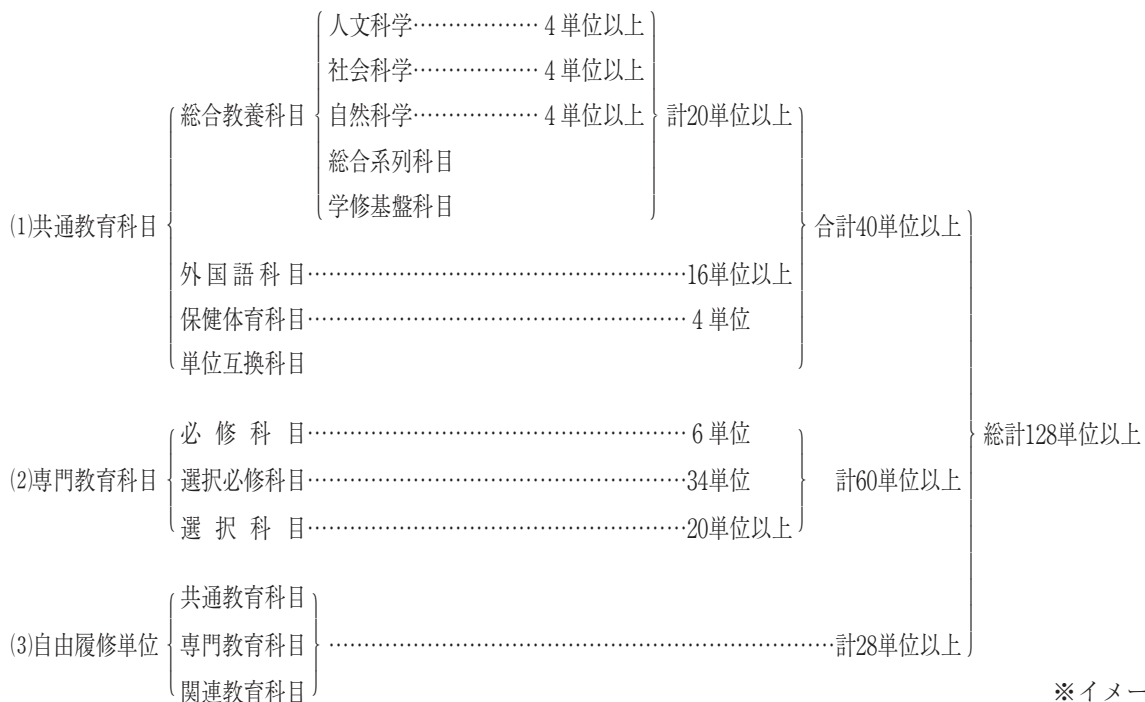 人文科学………………4単位以上
社会科学………………4単位以上
総合教養科目 自然科学………………4単位以上 計20単位以上
総合系列科目
学修基盤科目
⑴共通教育科目 合計40単位以上
外国語科目………………………………………………16単位以上
保健体育科目………………………………………………4単位
単位互換科目
必修科目………………………………………………6単位 総計128単位以上
⑵専門教育科目 選択必修科目………………………………………………34単位 計60単位以上
選択科目………………………………………………20単位以上
共通教育科目
⑶自由履修単位 専門教育科目 ………………………………………………………………計28単位以上
関連教育科目
※イメー